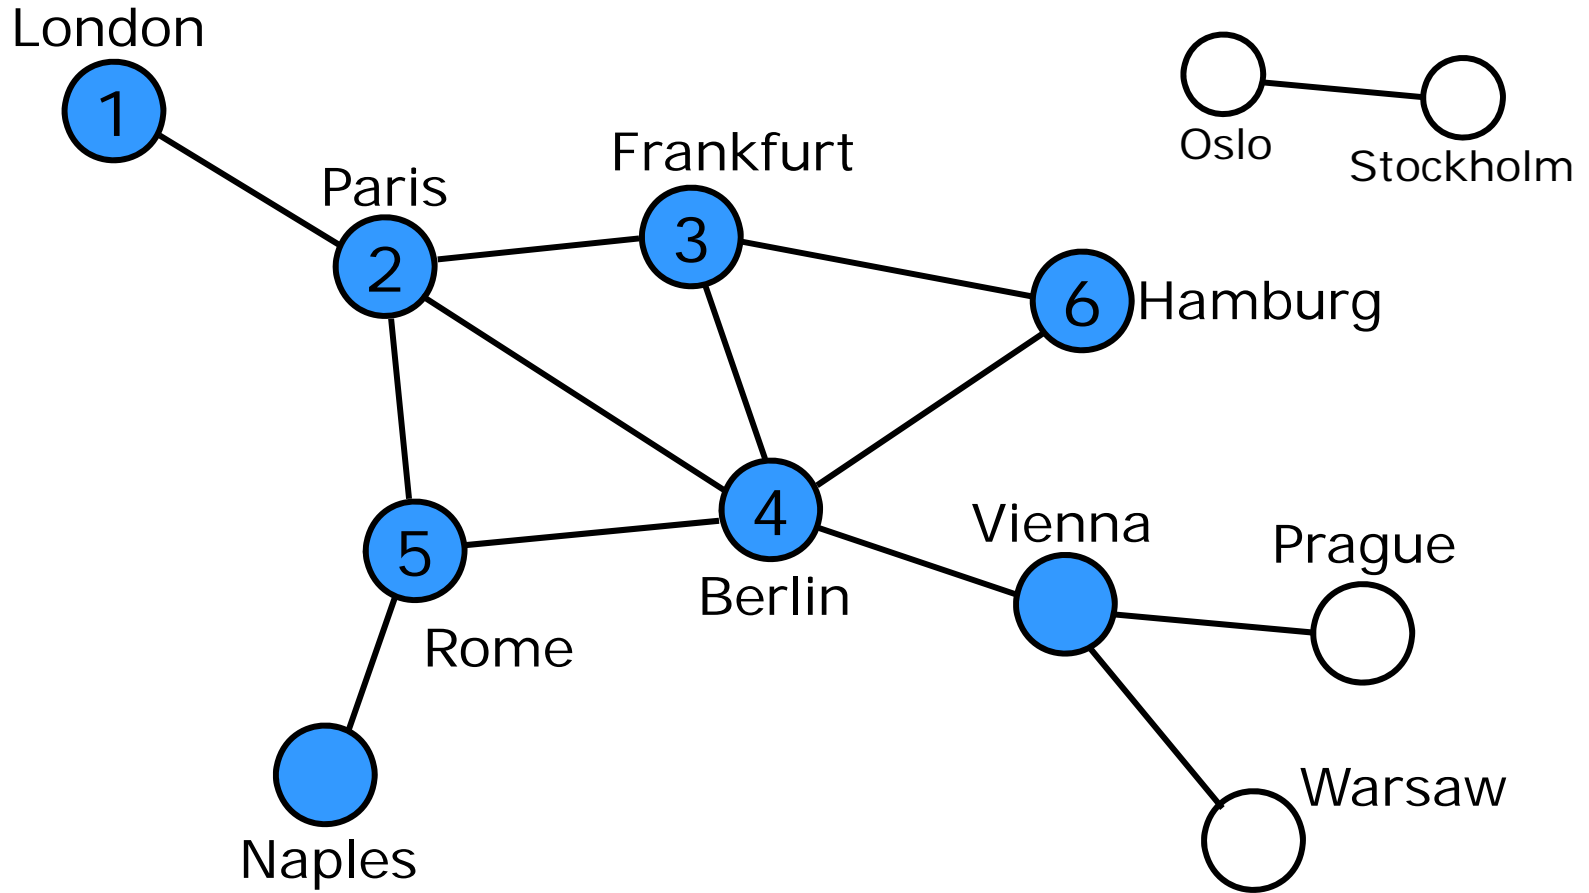 London
1
Oslo
Stockholm
Frankfurt
Paris
3
2
6
Hamburg
4
Vienna
Prague
5
Berlin
Rome
Warsaw
Naples